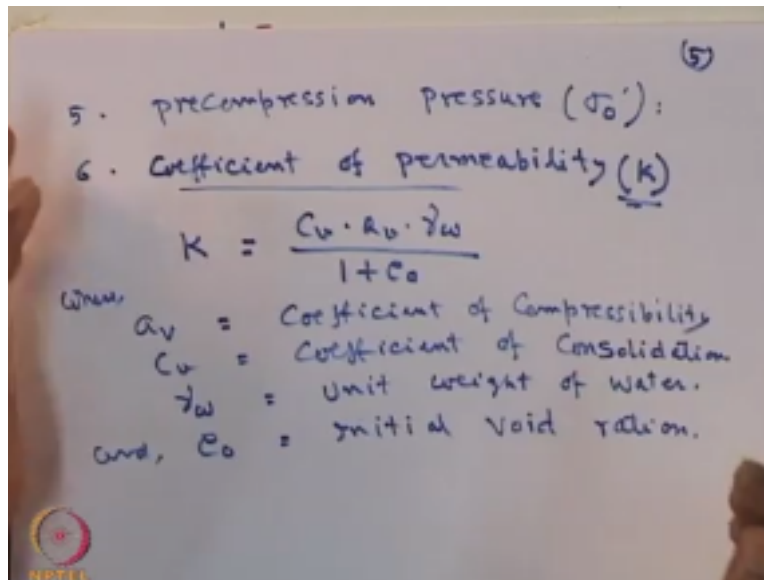 (5)
5. precompression pressure (σ₀'):
6. Coefficient of permeability (K)
K = Cv · av · γw / 1 + e₀
where,
av = Coefficient of Compressibility
Cv = Coefficient of Consolidation
γw = Unit weight of water.
and, e₀ = initial void ration.
NPTEL